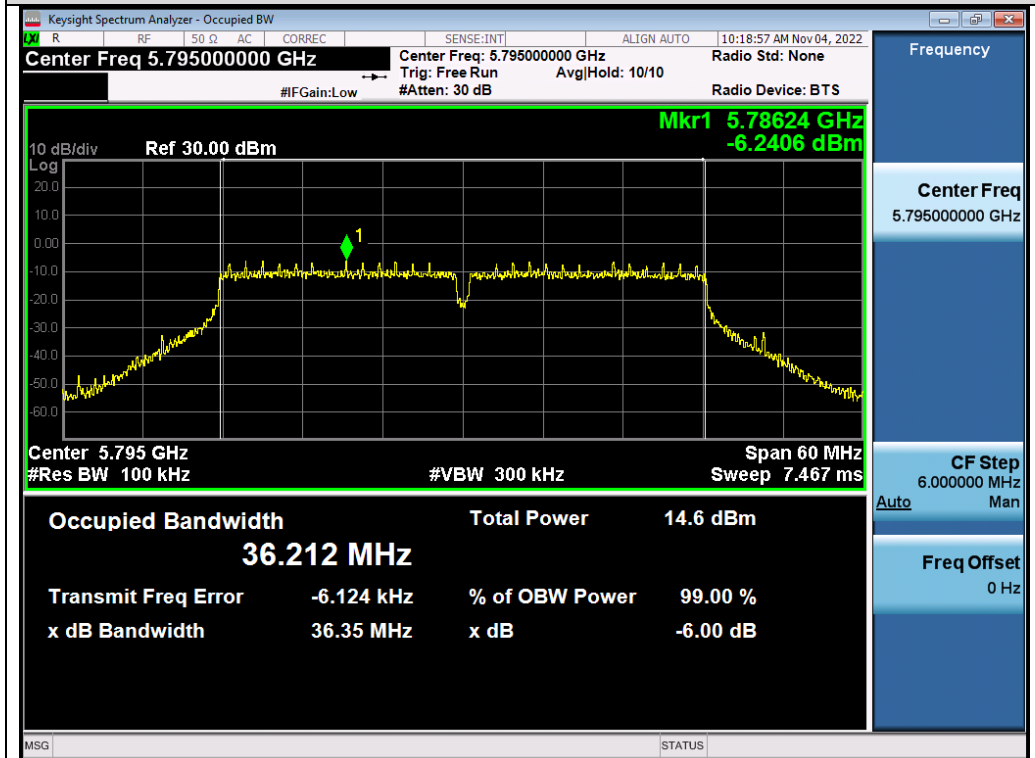 Keysight Spectrum Analyzer - Occupied BW
LXI R RF 50 Ω AC CORREC SENSE:INT ALIGN AUTO 10:18:57 AM Nov 04, 2022
Center Freq 5.795000000 GHz
#IFGain:Low
Center Freq: 5.795000000 GHz
Trig: Free Run Avg|Hold: 10/10
#Atten: 30 dB
Radio Std: None
Radio Device: BTS
Mkr1 5.78624 GHz
-6.2406 dBm
10 dB/div Ref 30.00 dBm
Log
20.0
10.0
0.00
-10.0
-20.0
-30.0
-40.0
-50.0
-60.0
1
Center 5.795 GHz Span 60 MHz
#Res BW 100 kHz #VBW 300 kHz Sweep 7.467 ms
Occupied Bandwidth Total Power 14.6 dBm
36.212 MHz
Transmit Freq Error -6.124 kHz % of OBW Power 99.00 %
x dB Bandwidth 36.35 MHz x dB -6.00 dB
Frequency
Center Freq
5.795000000 GHz
CF Step
6.000000 MHz
Auto Man
Freq Offset
0 Hz
MSG STATUS